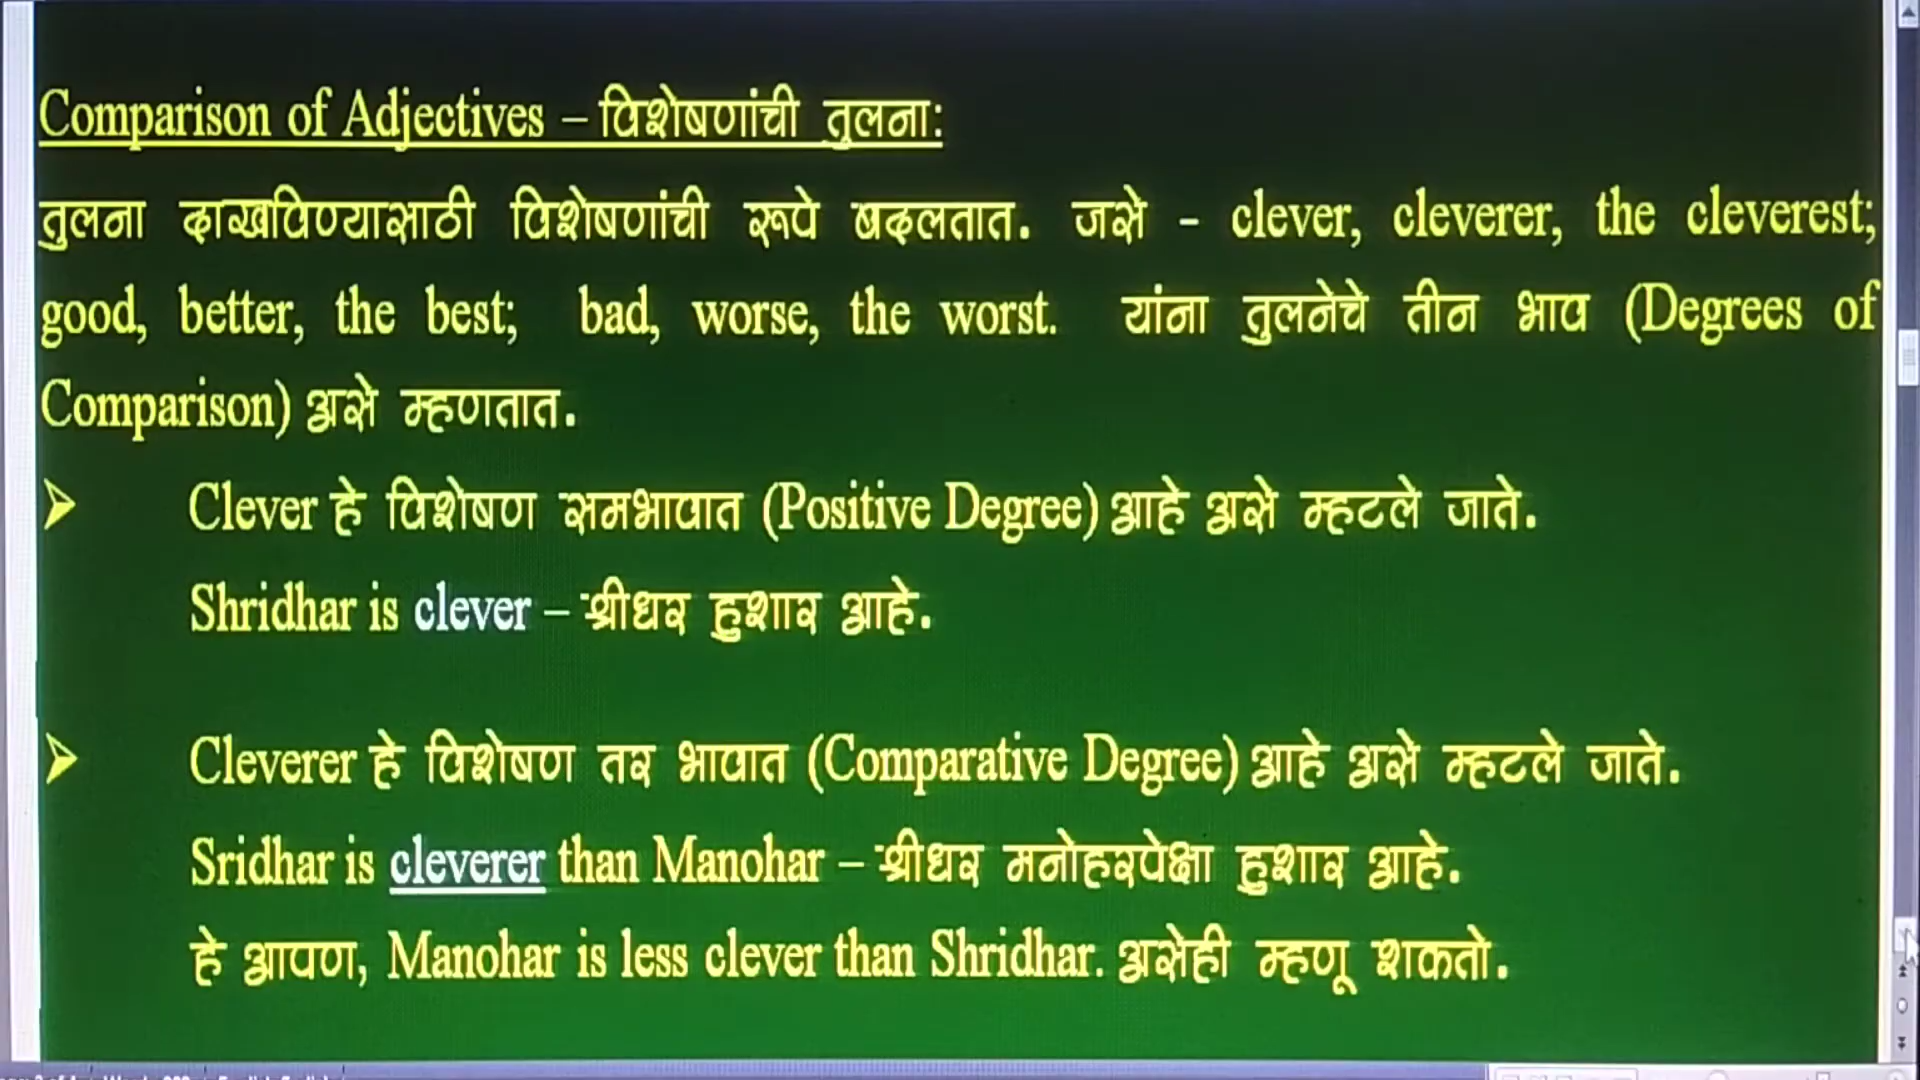 Comparison of Adjectives – विशेषणांची तुलना:
तुलना दाखविण्यासाठी विशेषणांची रूपे बदलतात. जसे - clever, cleverer, the cleverest;
good, better, the best; bad, worse, the worst. यांना तुलनेचे तीन भाव (Degrees of
Comparison) असे म्हणतात.
➢ Clever हे विशेषण समभावात (Positive Degree) आहे असे म्हटले जाते.
Shridhar is clever – श्रीधर हुशार आहे.
➢ Cleverer हे विशेषण तर भावात (Comparative Degree) आहे असे म्हटले जाते.
Sridhar is cleverer than Manohar – श्रीधर मनोहरपेक्षा हुशार आहे.
हे आपण, Manohar is less clever than Shridhar. असेही म्हणू शकतो.